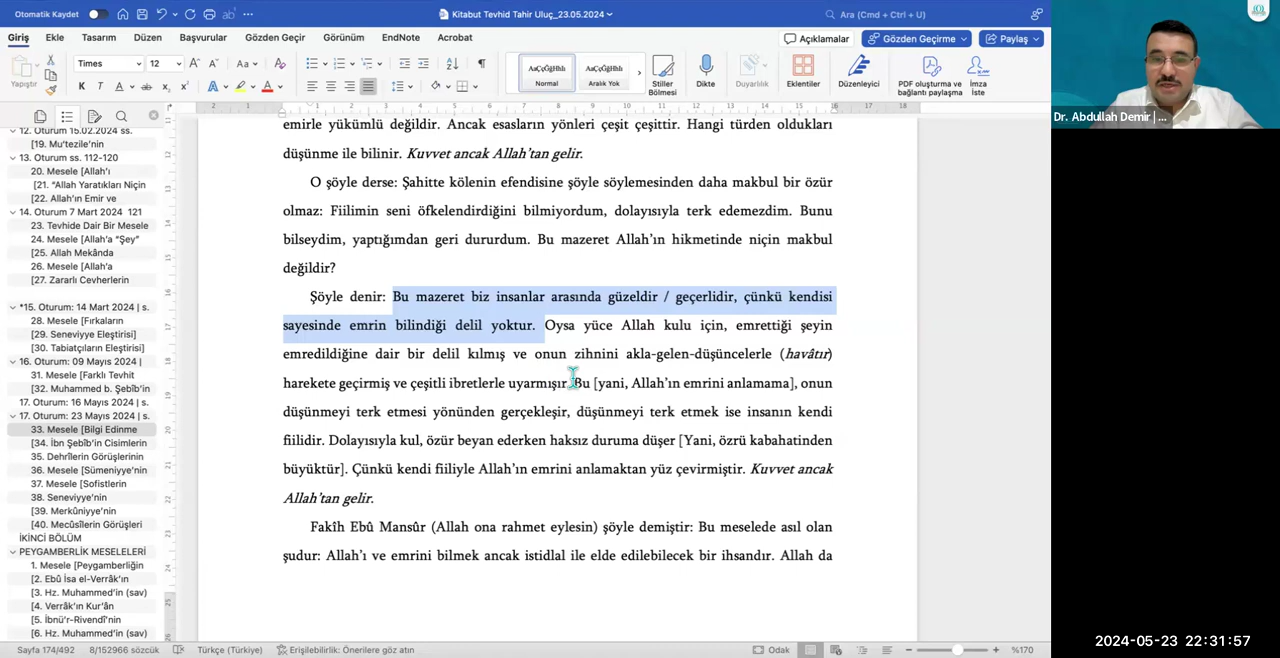 Otomatik Kaydet
Kitabut Tevhid Tahir Uluç_23.05.2024
Ara (Cmd + Ctrl + U)
Giriş Ekle Tasarım Düzen Başvurular Gözden Geçir Görünüm EndNote Acrobat
Açıklamalar Gözden Geçirme Paylaş
Yapıştır
Times 12
AaÇçĞğHhİı AaÇçĞğHhİı
Normal Aralık Yok
Stiller Bölmesi
Dikte
Duyarlılık
Eklentiler
Düzenleyici
PDF oluşturma ve bağlantı paylaşma
İmza İste
12. Oturum 15.02.2024 ss.
[19. Mu’tezile’nin
13. Oturum ss. 112-120
20. Mesele [Allah’ı
[21. “Allah Yaratıkları Niçin
[22. Allah’ın Emir ve
14. Oturum 7 Mart 2024 121
23. Tevhide Dair Bir Mesele
24. Mesele [Allah’a “Şey”
[25. Allah Mekânda
26. Mesele [Allah’a
[27. Zararlı Cevherlerin
*15. Oturum: 14 Mart 2024 | s.
28. Mesele [Fırkaların
[29. Seneviyye Eleştirisi]
[30. Tabiatçıların Eleştirisi]
16. Oturum: 09 Mayıs 2024 |
31. Mesele [Farklı Tevhit
[32. Muhammed b. Şebîb’in
17. Oturum: 16 Mayıs 2024 |
17. Oturum: 23 Mayıs 2024 | s.
33. Mesele [Bilgi Edinme
[34. İbn Şebîb’in Cisimlerin
35. Dehrîlerin Görüşlerinin
36. Mesele [Sümeniyye’nin
37. Mesele [Sofistlerin
38. Seneviyye’nin
[39. Merkûniyye’nin
[40. Mecûsîlerin Görüşleri
İKİNCİ BÖLÜM
PEYGAMBERLİK MESELELERİ
1. Mesele [Peygamberliğin
[2. Ebû İsa el-Verrâk’ın
[3. Hz. Muhammed’in (sav)
[4. Verrâk’ın Kur’ân
[5. İbnü’r-Rivendî’nin
[6. Hz. Muhammed’in (sav)
emirle yükümlü değildir. Ancak esasların yönleri çeşit çeşittir. Hangi türden oldukları
düşünme ile bilinir. Kuvvet ancak Allah’tan gelir.
O şöyle derse: Şahitte kölenin efendisine şöyle söylemesinden daha makbul bir özür
olmaz: Fiilimin seni öfkelendirdiğini bilmiyordum, dolayısıyla terk edemezdim. Bunu
bilseydim, yaptığımdan geri dururdum. Bu mazeret Allah’ın hikmetinde niçin makbul
değildir?
Şöyle denir: Bu mazeret biz insanlar arasında güzeldir / geçerlidir, çünkü kendisi
sayesinde emrin bilindiği delil yoktur. Oysa yüce Allah kulu için, emrettiği şeyin
emredildiğine dair bir delil kılmış ve onun zihnini akla-gelen-düşüncelerle (havâtır)
harekete geçirmiş ve çeşitli ibretlerle uyarmışır. Bu [yani, Allah’ın emrini anlamama], onun
düşünmeyi terk etmesi yönünden gerçekleşir, düşünmeyi terk etmek ise insanın kendi
fiilidir. Dolayısıyla kul, özür beyan ederken haksız duruma düşer [Yani, özrü kabahatinden
büyüktür]. Çünkü kendi fiiliyle Allah’ın emrini anlamaktan yüz çevirmiştir. Kuvvet ancak
Allah’tan gelir.
Fakîh Ebû Mansûr (Allah ona rahmet eylesin) şöyle demiştir: Bu meselede asıl olan
şudur: Allah’ı ve emrini bilmek ancak istidlal ile elde edilebilecek bir ihsandır. Allah da
Sayfa 174/492 8/152966 sözcük Türkçe (Türkiye) Erişilebilirlik: Önerilere göz atın Odak %170
Dr. Abdullah Demir | ...
2024-05-23 22:31:57